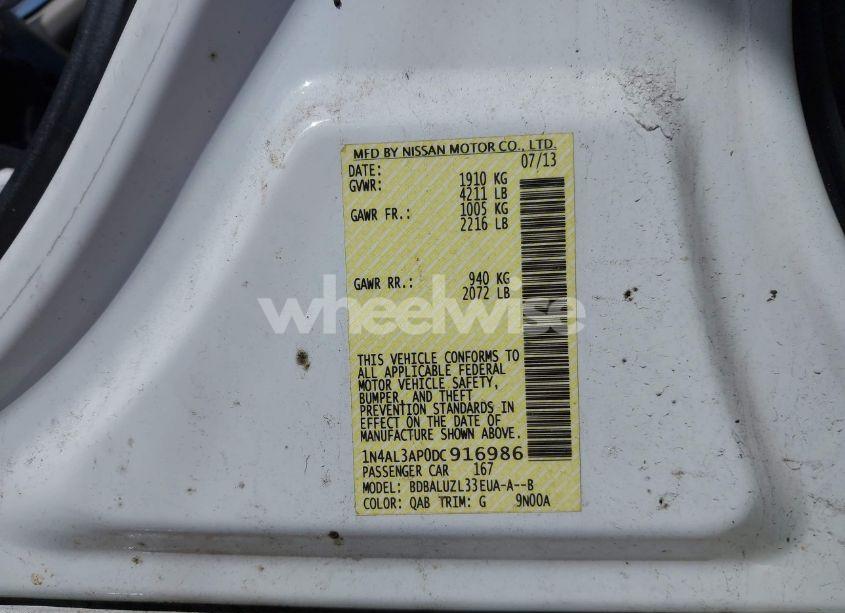 MFD BY NISSAN MOTOR CO., LTD.
DATE: 07/13
GVWR: 1910 KG
4211 LB
GAWR FR.: 1005 KG
2216 LB
GAWR RR.: 940 KG
2072 LB
wheelwise
THIS VEHICLE CONFORMS TO
ALL APPLICABLE FEDERAL
MOTOR VEHICLE SAFETY,
BUMPER, AND THEFT
PREVENTION STANDARDS IN
EFFECT ON THE DATE OF
MANUFACTURE SHOWN ABOVE.
1N4AL3AP0DC916986
PASSENGER CAR 167
MODEL: BDBALUZL33EUA-A--B
COLOR: QAB TRIM: G 9N00A